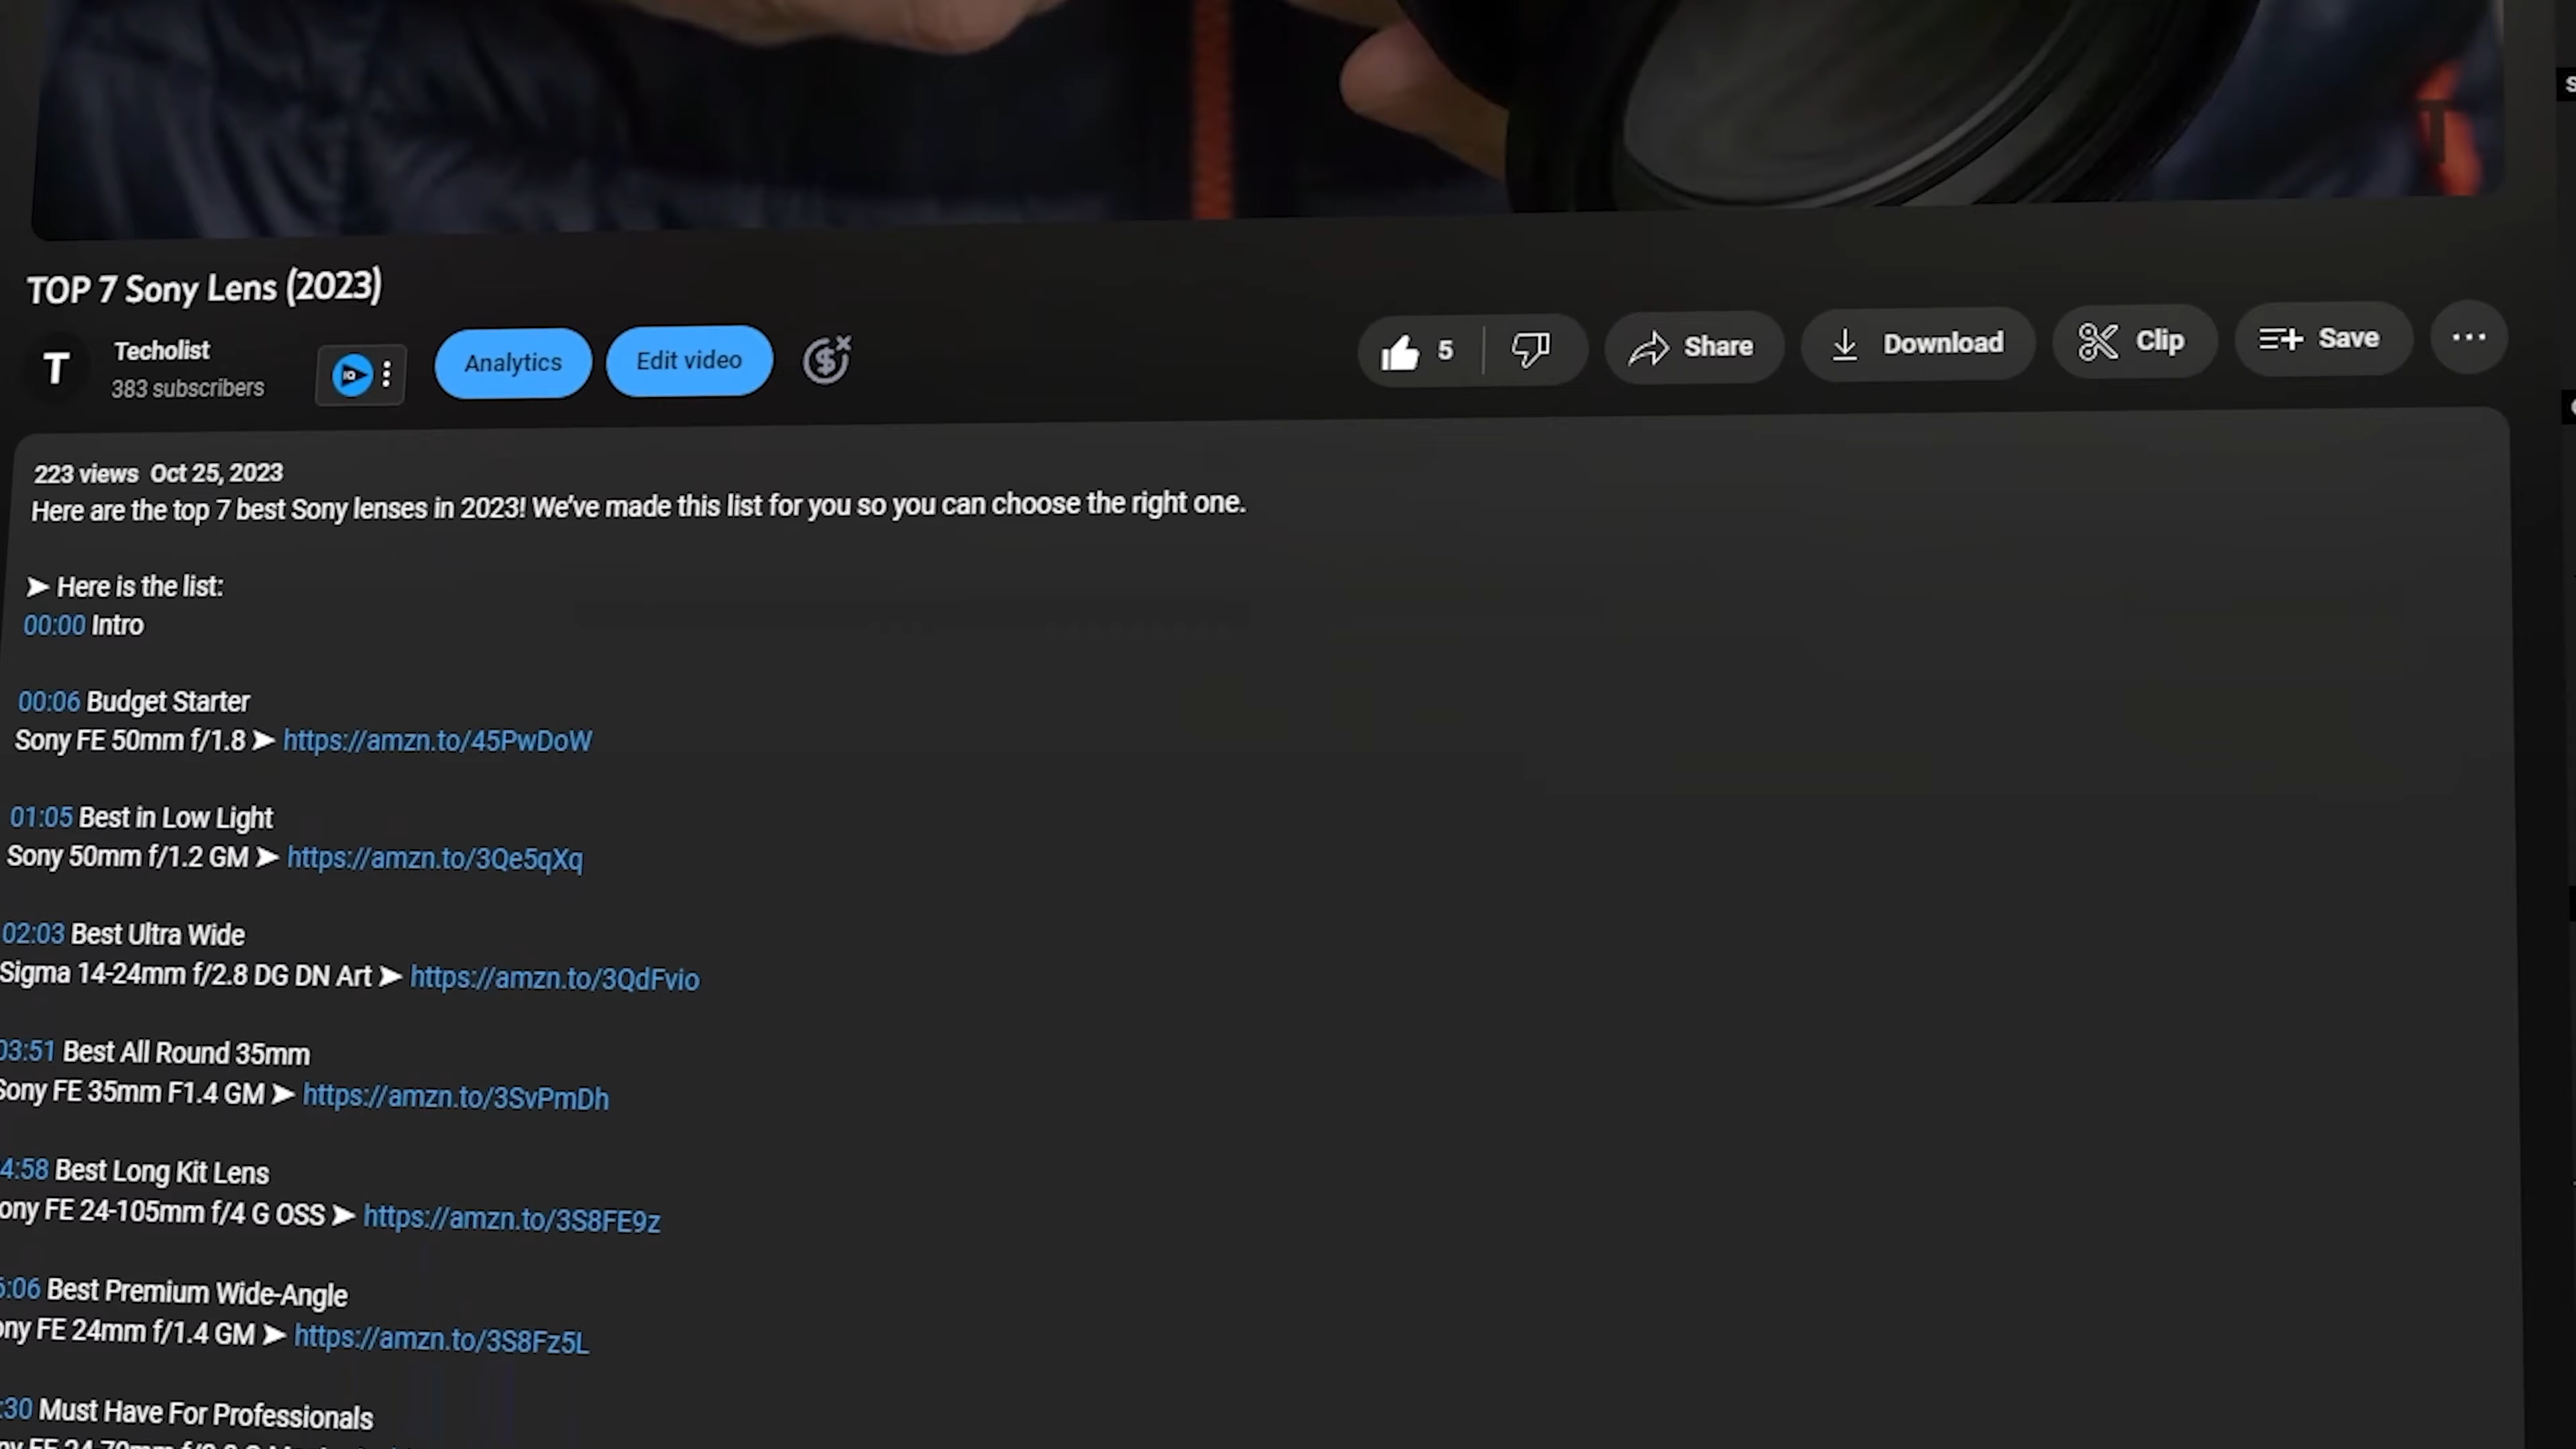 TOP 7 Sony Lens (2023)
T
Techolist
383 subscribers
Analytics
Edit video
5
Share
Download
Clip
Save
223 views Oct 25, 2023
Here are the top 7 best Sony lenses in 2023! We've made this list for you so you can choose the right one.
➤ Here is the list:
00:00 Intro
00:06 Budget Starter
Sony FE 50mm f/1.8 ➤ https://amzn.to/45PwDoW
01:05 Best in Low Light
Sony 50mm f/1.2 GM ➤ https://amzn.to/3Qe5qXq
02:03 Best Ultra Wide
Sigma 14-24mm f/2.8 DG DN Art ➤ https://amzn.to/3QdFvio
03:51 Best All Round 35mm
Sony FE 35mm F1.4 GM ➤ https://amzn.to/3SvPmDh
4:58 Best Long Kit Lens
ony FE 24-105mm f/4 G OSS ➤ https://amzn.to/3S8FE9z
:06 Best Premium Wide-Angle
ny FE 24mm f/1.4 GM ➤ https://amzn.to/3S8Fz5L
:30 Must Have For Professionals